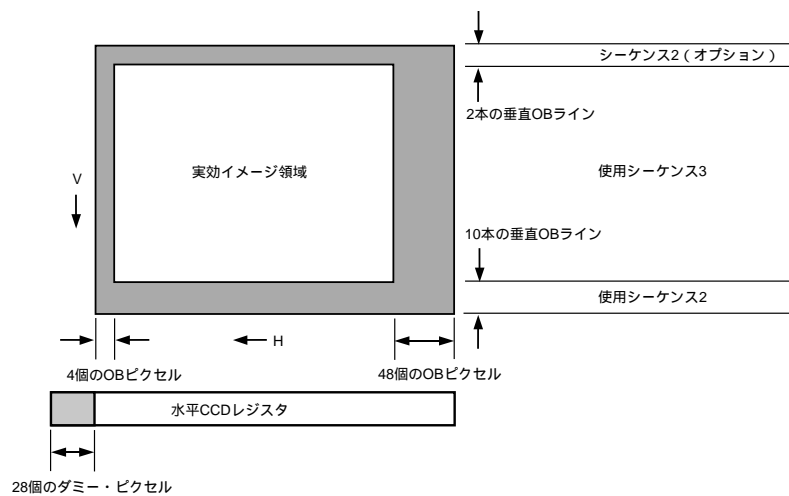 シーケンス2（オプション）
2本の垂直OBライン
実効イメージ領域
使用シーケンス3
V
10本の垂直OBライン
使用シーケンス2
H
4個のOBピクセル
48個のOBピクセル
水平CCDレジスタ
28個のダミー・ピクセル